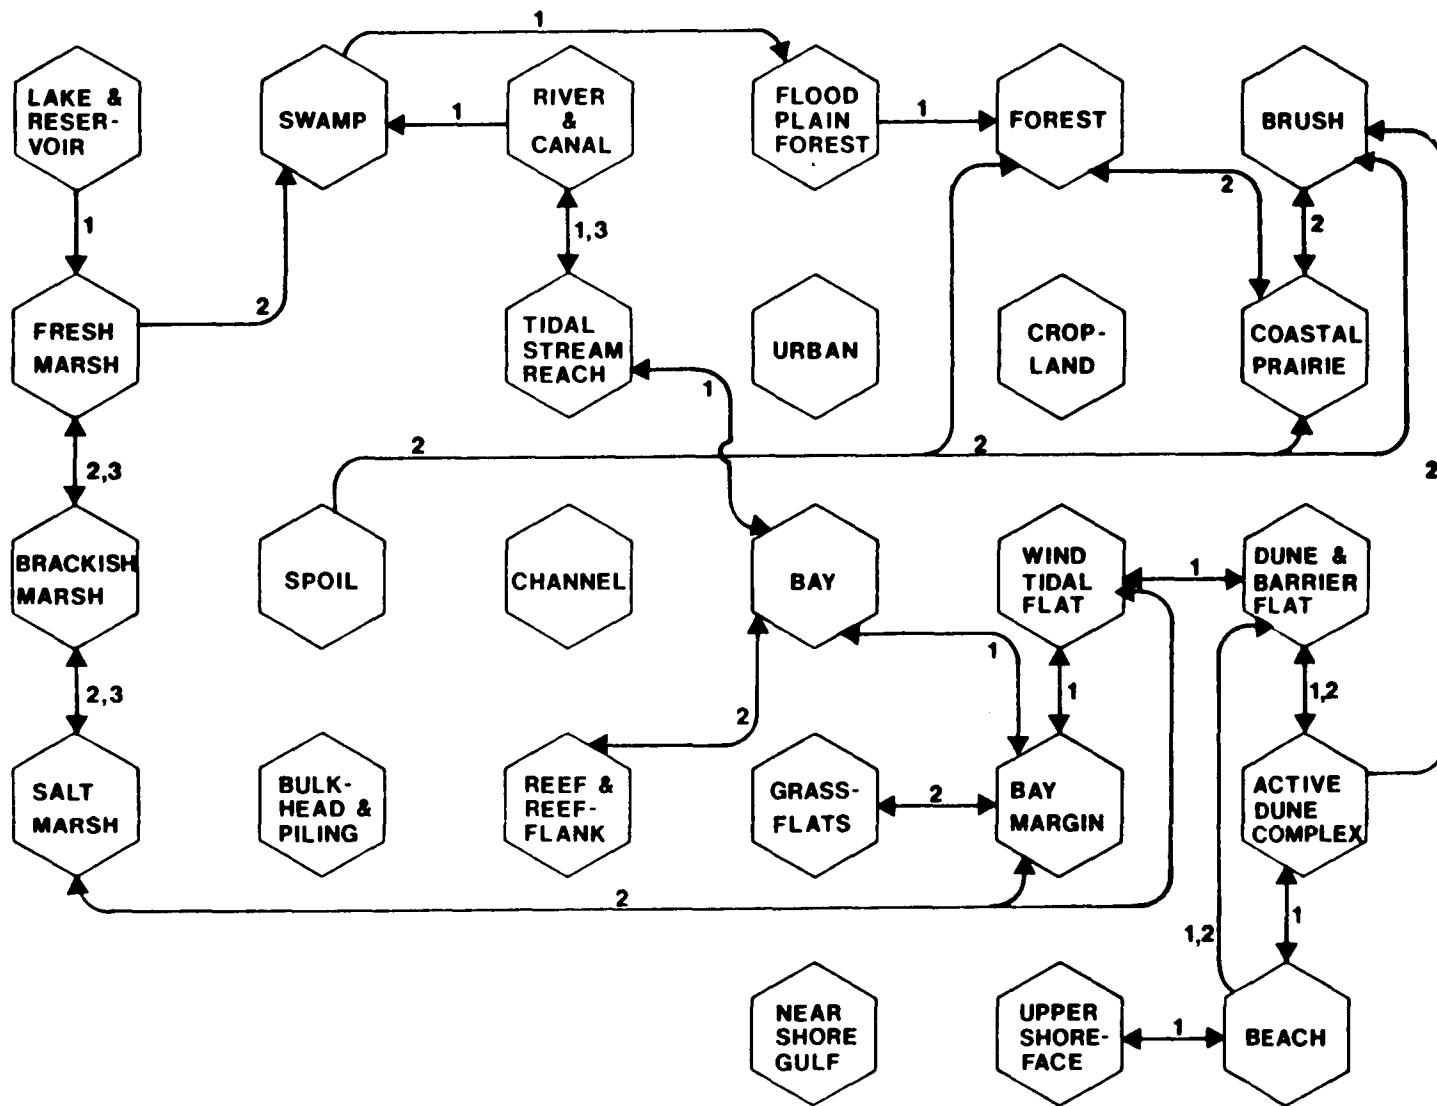 1
LAKE &
RESER-
VOIR
SWAMP
1
RIVER
&
CANAL
FLOOD
PLAIN
FOREST
1
FOREST
BRUSH
1
2
1,3
2
2
FRESH
MARSH
TIDAL
STREAM
REACH
URBAN
CROP-
LAND
COASTAL
PRAIRIE
1
2,3
2
2
2
BRACKISH
MARSH
SPOIL
CHANNEL
BAY
WIND
TIDAL
FLAT
1
DUNE &
BARRIER
FLAT
2,3
2
1
1
1,2
SALT
MARSH
BULK-
HEAD &
PILING
REEF &
REEF-
FLANK
GRASS-
FLATS
2
BAY
MARGIN
ACTIVE
DUNE
COMPLEX
2
1,2
1
NEAR
SHORE
GULF
UPPER
SHORE-
FACE
1
BEACH